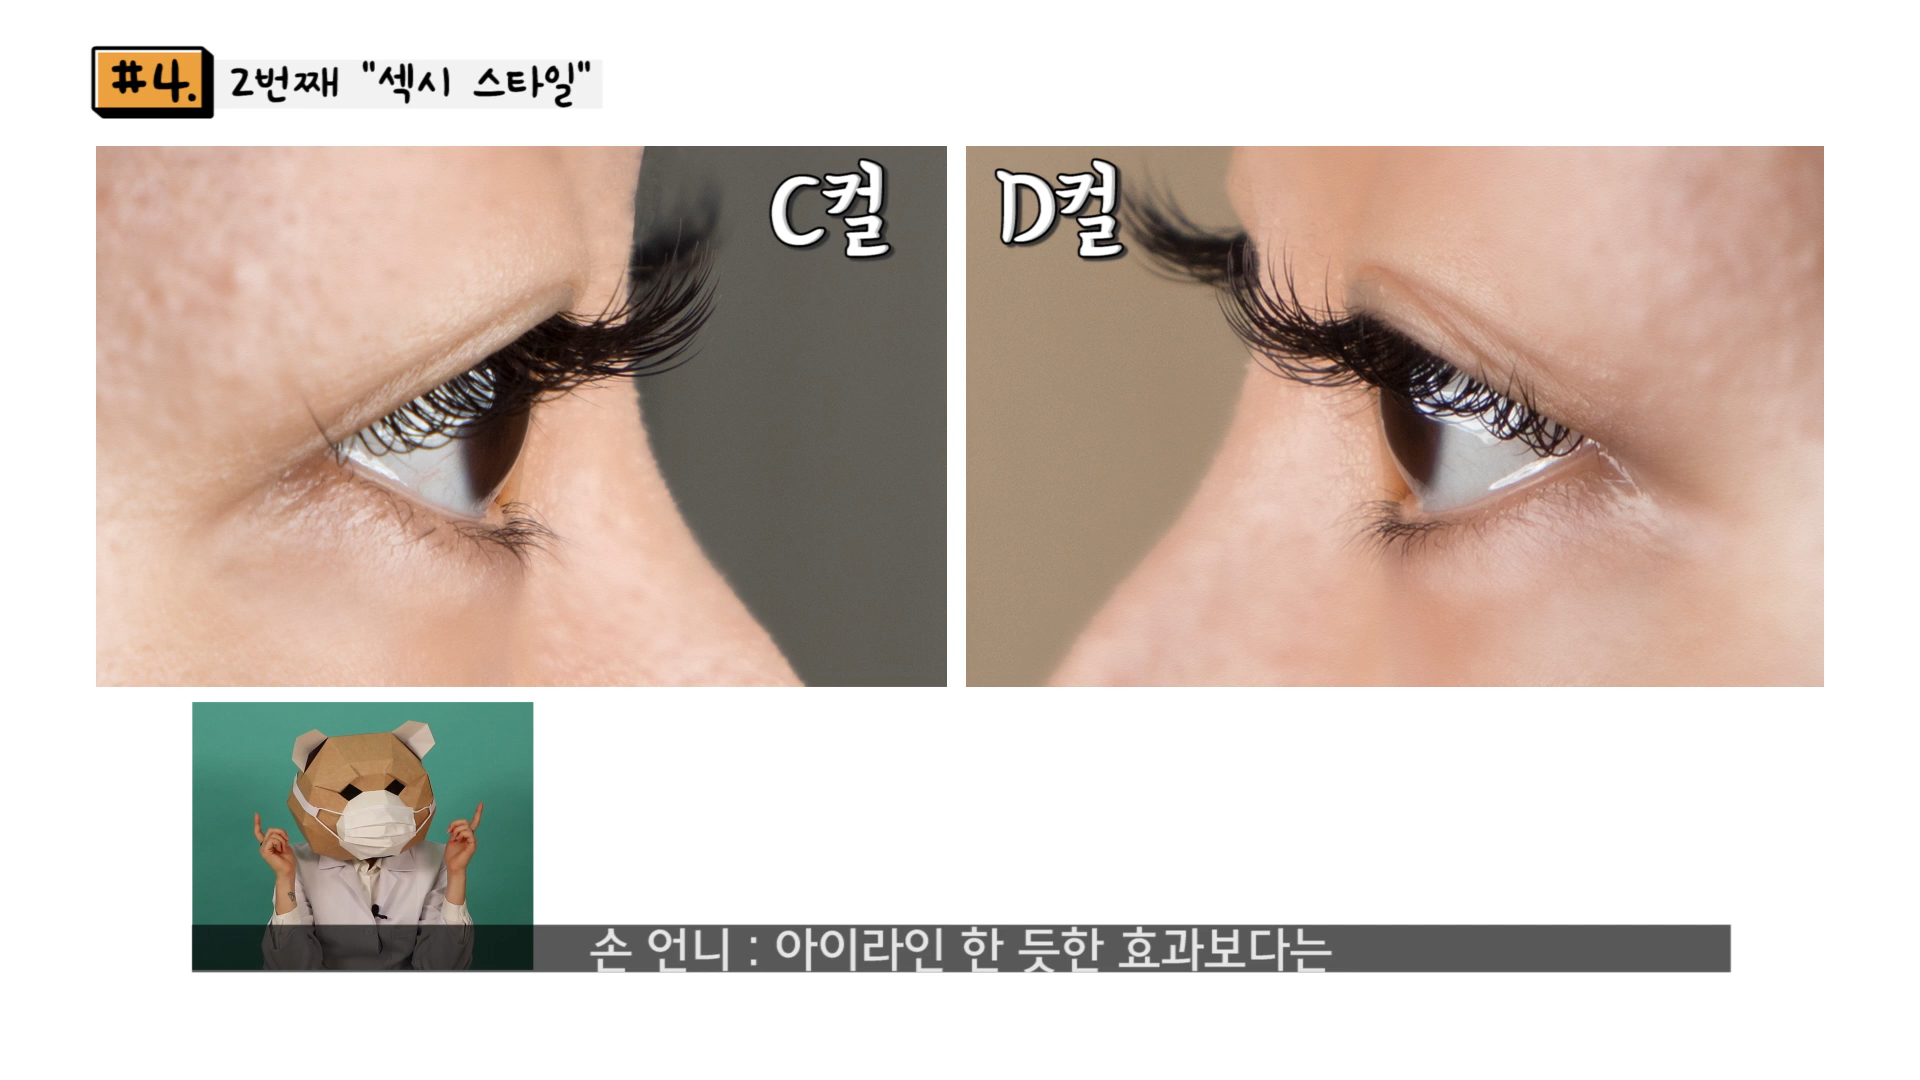 #4. 2번째 "섹시 스타일"
C컬
D컬
손 언니 : 아이라인 한 듯한 효과보다는